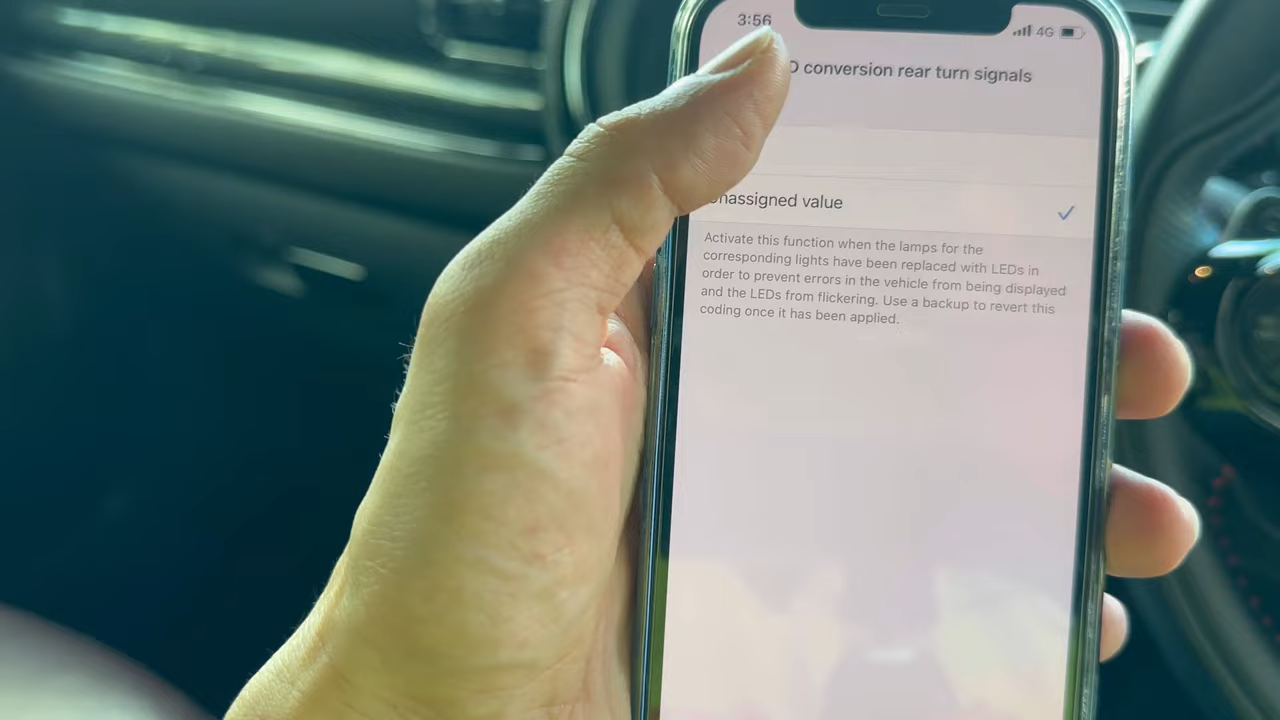 3:56
4G
conversion rear turn signals
value
Activate this function when the lamps for the
corresponding lights have been replaced with LEDs in
order to prevent errors in the vehicle from being displayed
and the LEDs from flickering. Use a backup to revert this
coding once it has been applied.